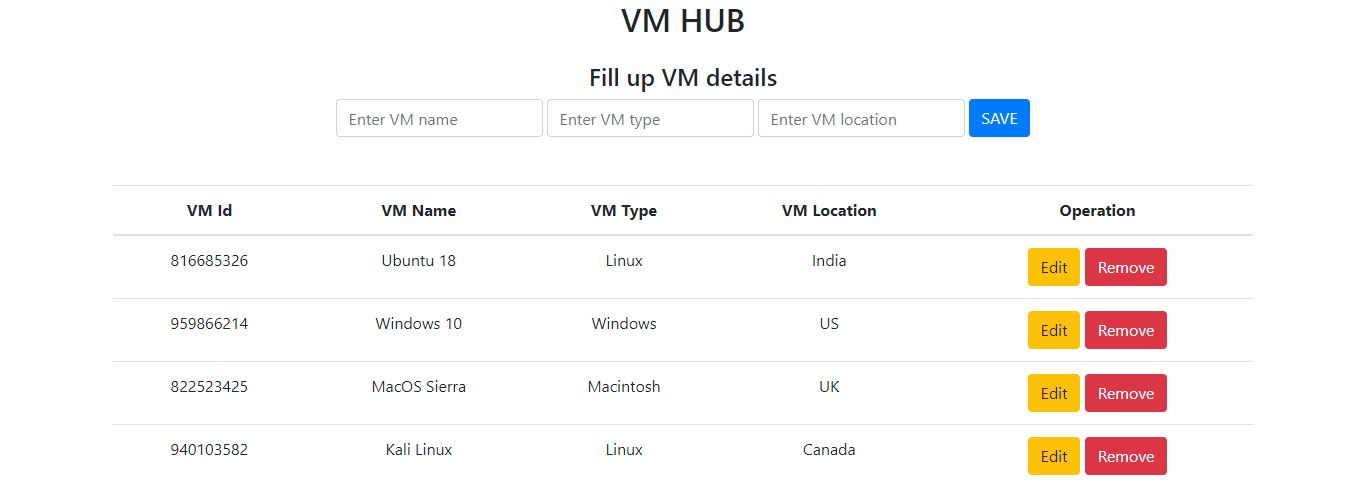 VM HUB
Fill up VM details
Enter VM name Enter VM type Enter VM location SAVE
VM Id VM Name VM Type VM Location Operation
816685326 Ubuntu 18 Linux India Edit Remove
959866214 Windows 10 Windows US Edit Remove
822523425 MacOS Sierra Macintosh UK Edit Remove
940103582 Kali Linux Linux Canada Edit Remove